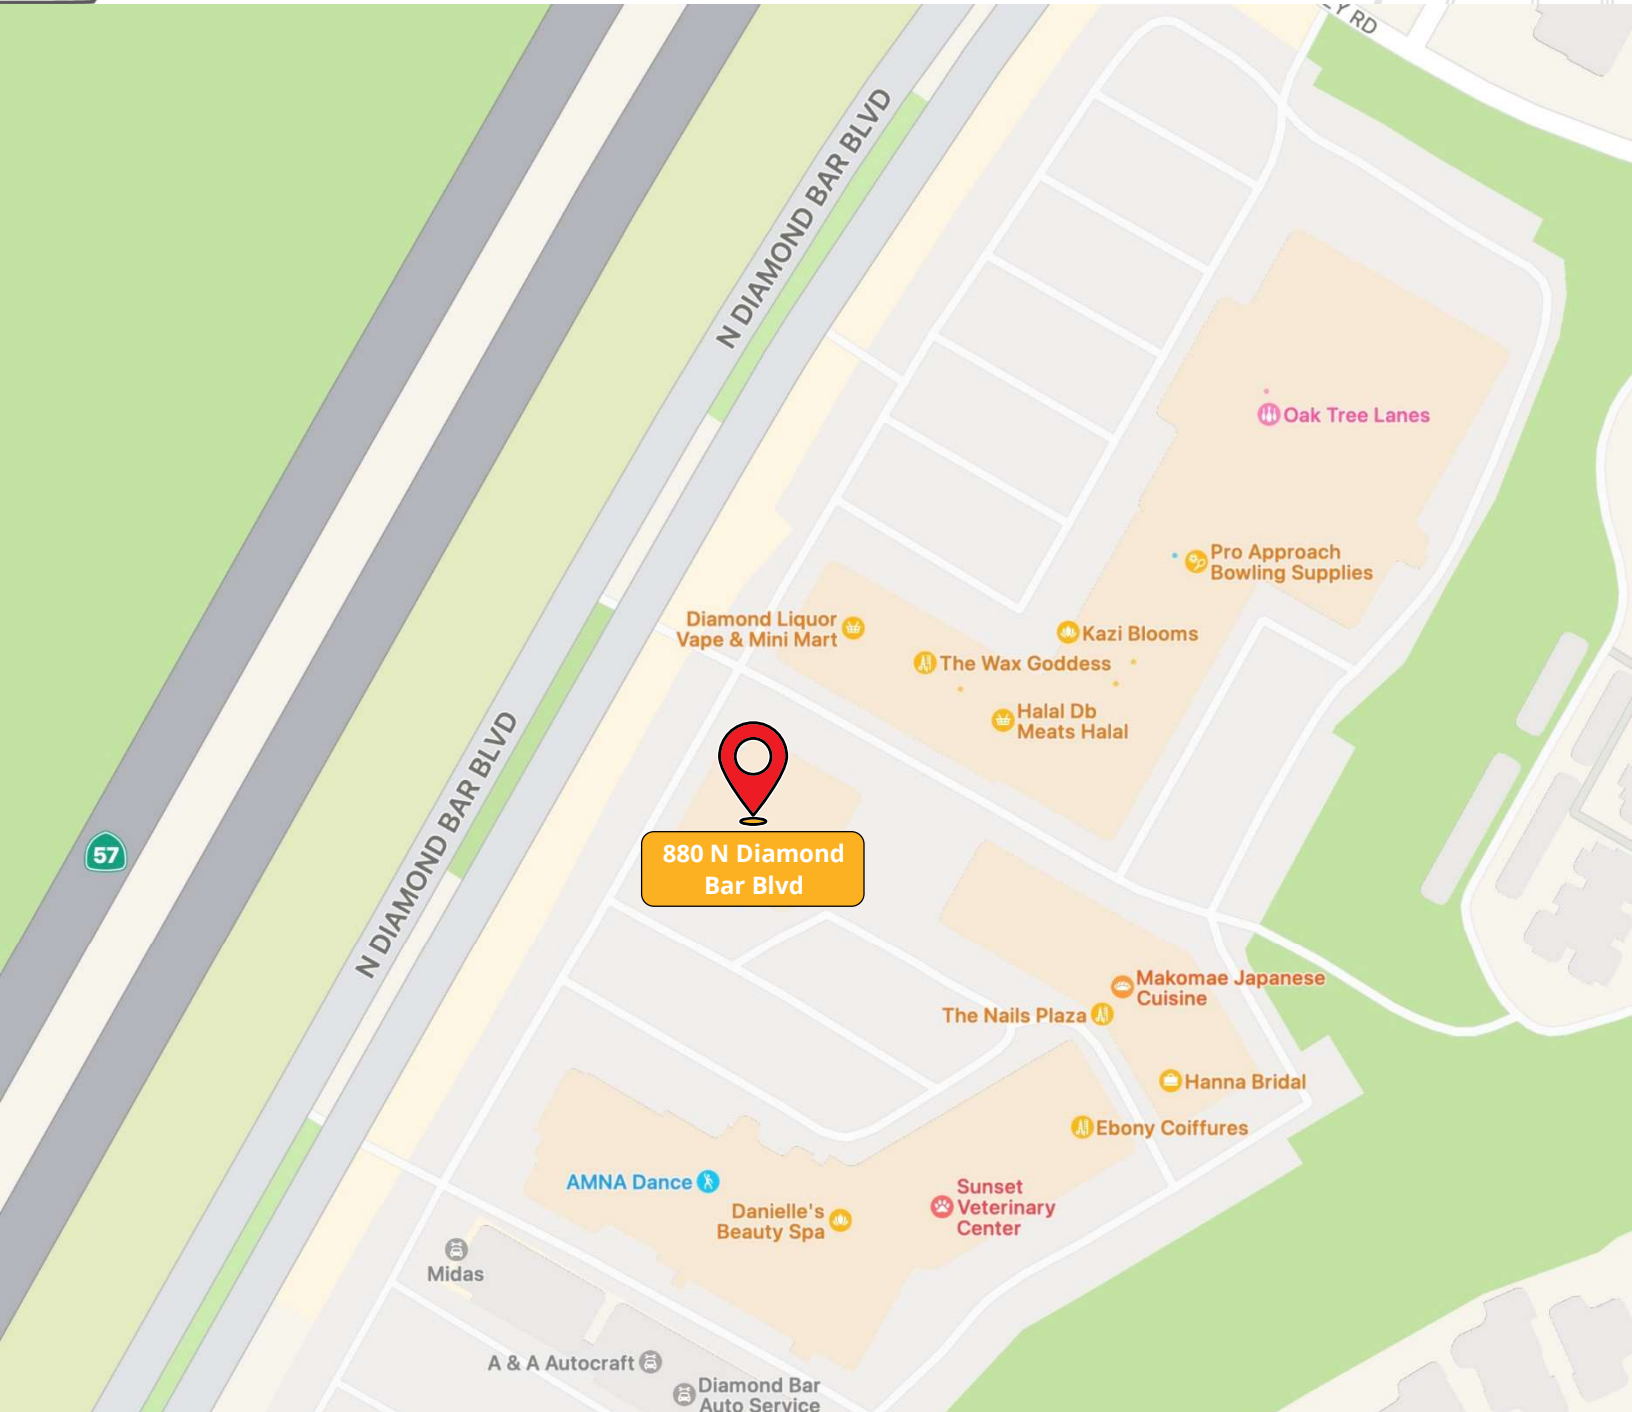 RD
N DIAMOND BAR BLVD
Oak Tree Lanes
Pro Approach
Bowling Supplies
Diamond Liquor
Vape & Mini Mart
Kazi Blooms
The Wax Goddess
Halal Db
Meats Halal
N DIAMOND BAR BLVD
57
880 N Diamond
Bar Blvd
Makomae Japanese
Cuisine
The Nails Plaza
Hanna Bridal
Ebony Coiffures
AMNA Dance
Sunset
Veterinary
Center
Danielle's
Beauty Spa
Midas
A & A Autocraft
Diamond Bar
Auto Service